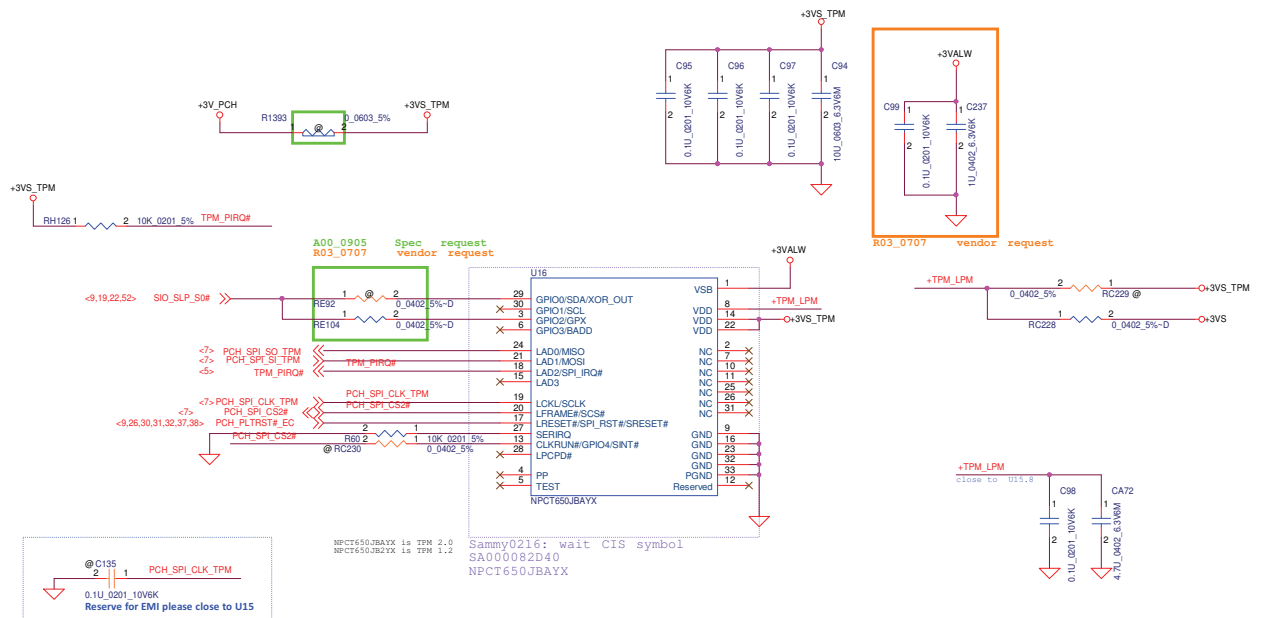 +3VS_TPM
C95
C96
C97
C94
1
1
1
1
2
2
2
2
0.1U_0201_10V6K
0.1U_0201_10V6K
0.1U_0201_10V6K
10U_0603_6.3V6M
+3VALW
C99
C237
1
1
2
2
0.1U_0201_10V6K
1U_0402_6.3V6K
R03_0707 vendor request
+3V_PCH
+3VS_TPM
R1393
0_0603_5%
1
@
2
+3VS_TPM
RH126 1
2 10K_0201_5%
TPM_PIRQ#
A00_0905 Spec request
R03_0707 vendor request
<9,19,22,52> SIO_SLP_S0#
1 @ 2
RE92
0_0402_5%~D
1 2
RE104
0_0402_5%~D
<7> PCH_SPI_SO_TPM
<7> PCH_SPI_SI_TPM
TPM_PIRQ#
<5> TPM_PIRQ#
PCH_SPI_CLK_TPM
<7> PCH_SPI_CLK_TPM
PCH_SPI_CS2#
<7> PCH_SPI_CS2#
<9,26,30,31,32,37,38> PCH_PLTRST#_EC
PCH_SPI_CS2#
2 1
R60
10K_0201_5%
2 1
@ RC230
0_0402_5%
U16
29 GPIO0/SDA/XOR_OUT
30 GPIO1/SCL
3 GPIO2/GPX
6 GPIO3/BADD
24 LAD0/MISO
21 LAD1/MOSI
18 LAD2/SPI_IRQ#
15 LAD3
19 LCKL/SCLK
20 LFRAME#/SCS#
17 LRESET#/SPI_RST#/SRESET#
27 SERIRQ
13 CLKRUN#/GPIO4/SINT#
28 LPCPD#
4 PP
5 TEST
VSB 1
VDD 8
VDD 14
VDD 22
NC 2
NC 7
NC 10
NC 11
NC 25
NC 26
NC 31
GND 9
GND 16
GND 23
GND 32
PGND 33
Reserved 12
NPCT650JBAYX
+3VALW
+TPM_LPM
+3VS_TPM
+TPM_LPM
0_0402_5%
2
1
RC229 @
+3VS_TPM
RC228
2
1
0_0402_5%~D
+3VS
+TPM_LPM
close to U15.8
C98
CA72
1
1
2
2
0.1U_0201_10V6K
4.7U_0402_6.3V6M
NPCT650JBAYX is TPM 2.0
NPCT650JB2YX is TPM 1.2
Sammy0216: wait CIS symbol
SA000082D40
NPCT650JBAYX
@ C135
2 1
PCH_SPI_CLK_TPM
0.1U_0201_10V6K
Reserve for EMI please close to U15